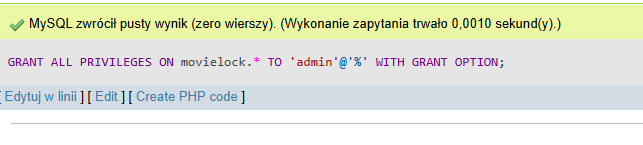 MySQL zwrócił pusty wynik (zero wierszy). (Wykonanie zapytania trwało 0,0010 sekund(y).)
GRANT ALL PRIVILEGES ON movielock.* TO 'admin'@'%' WITH GRANT OPTION;
[ Edytuj w linii ] [ Edit ] [ Create PHP code ]